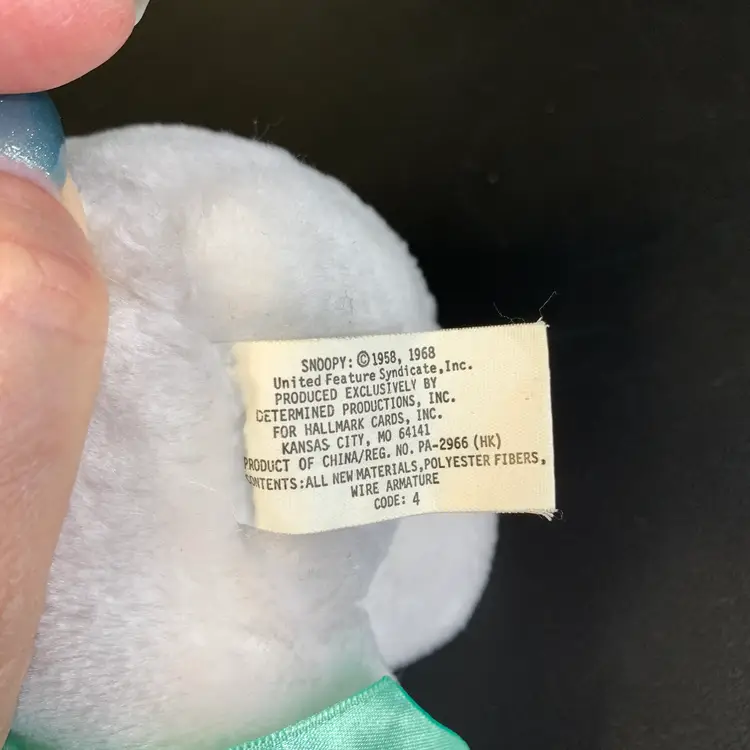 SNOOPY: ©1958, 1968
United Feature Syndicate,Inc.
PRODUCED EXCLUSIVELY BY
DETERMINED PRODUCTIONS, INC.
FOR HALLMARK CARDS, INC.
KANSAS CITY, MO 64141
PRODUCT OF CHINA/REG. NO. PA-2966 (HK)
CONTENTS:ALL NEW MATERIALS,POLYESTER FIBERS,
WIRE ARMATURE
CODE: 4